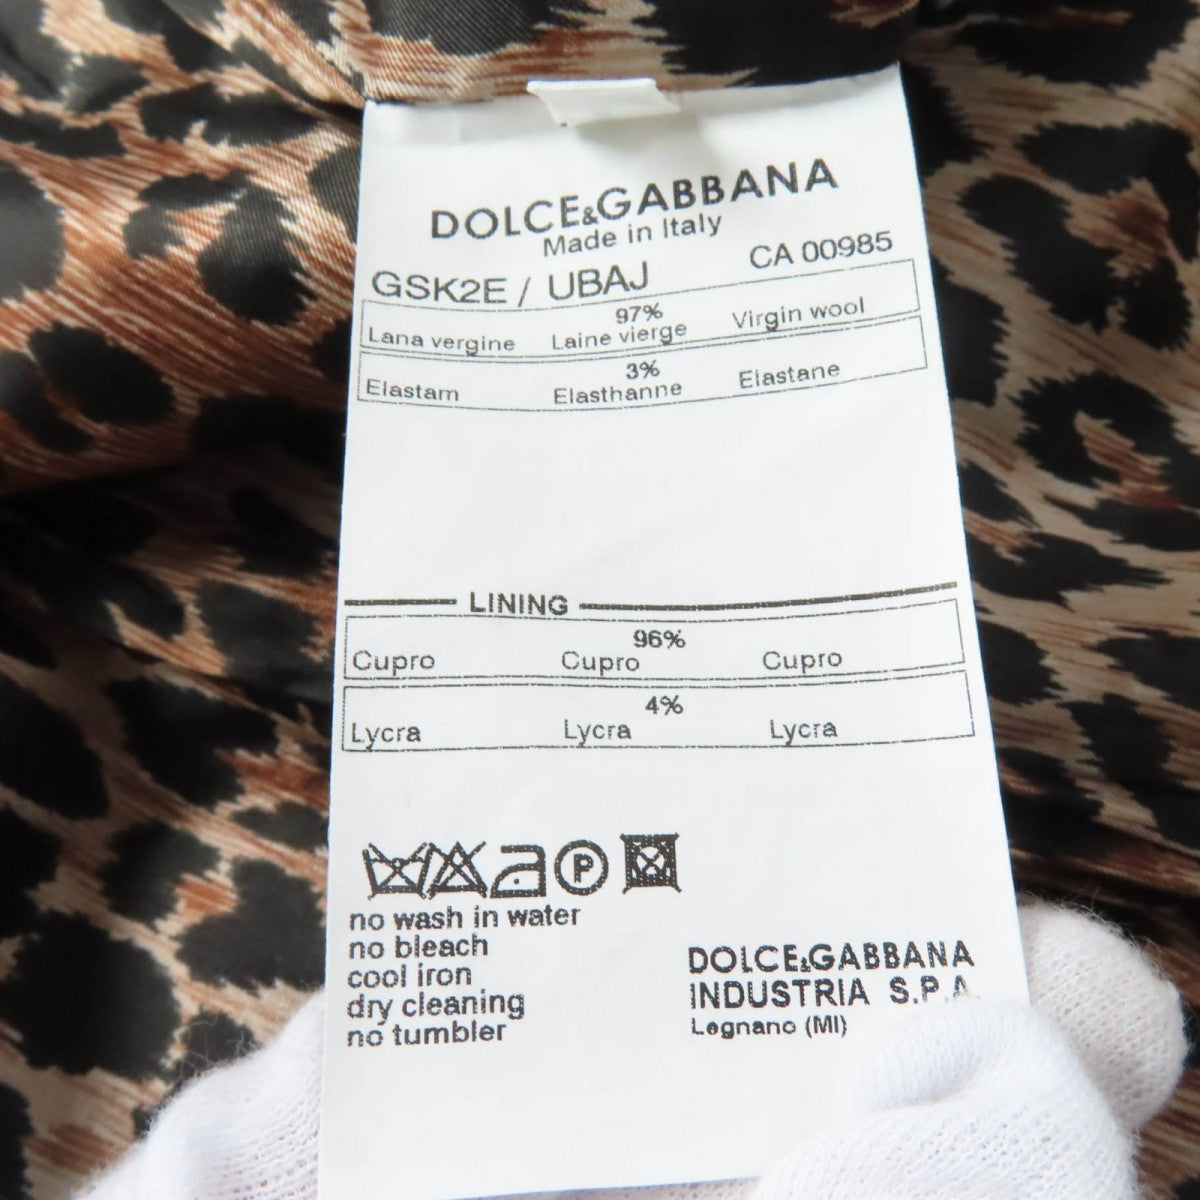 DOLCE&GABBANA
Made in Italy
GSK2E / UBAJ CA 00985
97%
Lana vergine Laine vierge Virgin wool
3%
Elastam Elasthanne Elastane
LINING
96%
Cupro Cupro Cupro
4%
Lycra Lycra Lycra
P
no wash in water
no bleach
cool iron
dry cleaning
no tumbler
DOLCE&GABBANA
INDUSTRIA S.P.A
Legnano (MI)